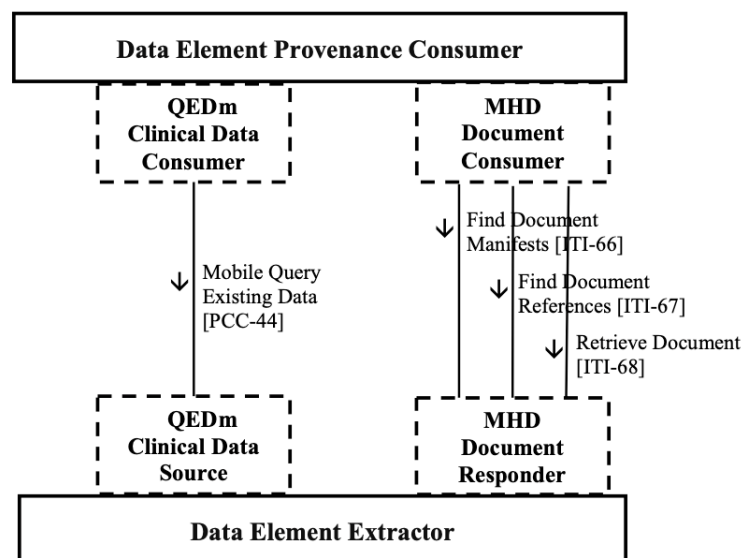 Data Element Provenance Consumer
QEDm
Clinical Data
Consumer
MHD
Document
Consumer
Find Document
Manifests [ITI-66]
Mobile Query
Existing Data
[PCC-44]
Find Document
References [ITI-67]
Retrieve Document
[ITI-68]
QEDm
Clinical Data
Source
MHD
Document
Responder
Data Element Extractor